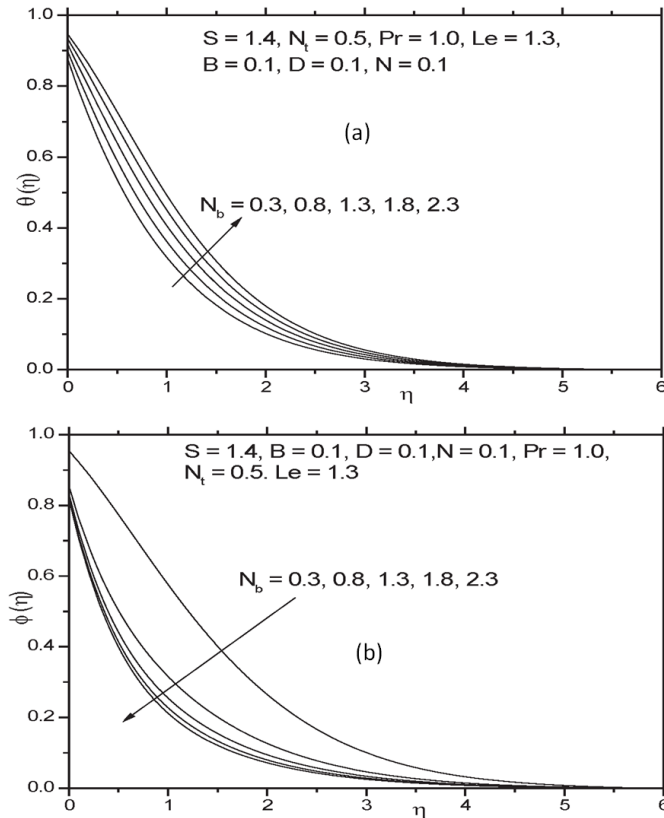 1.0
0.8
0.6
0.4
0.2
0.0
θ(η)
S = 1.4, N_t = 0.5, Pr = 1.0, Le = 1.3,
B = 0.1, D = 0.1, N = 0.1
(a)
N_b = 0.3, 0.8, 1.3, 1.8, 2.3
0 1 2 3 4 5 6
η
1.0
0.8
0.6
0.4
0.2
0.0
ϕ(η)
S = 1.4, B = 0.1, D = 0.1,N = 0.1, Pr = 1.0,
N_t = 0.5. Le = 1.3
N_b = 0.3, 0.8, 1.3, 1.8, 2.3
(b)
0 1 2 3 4 5 6
η